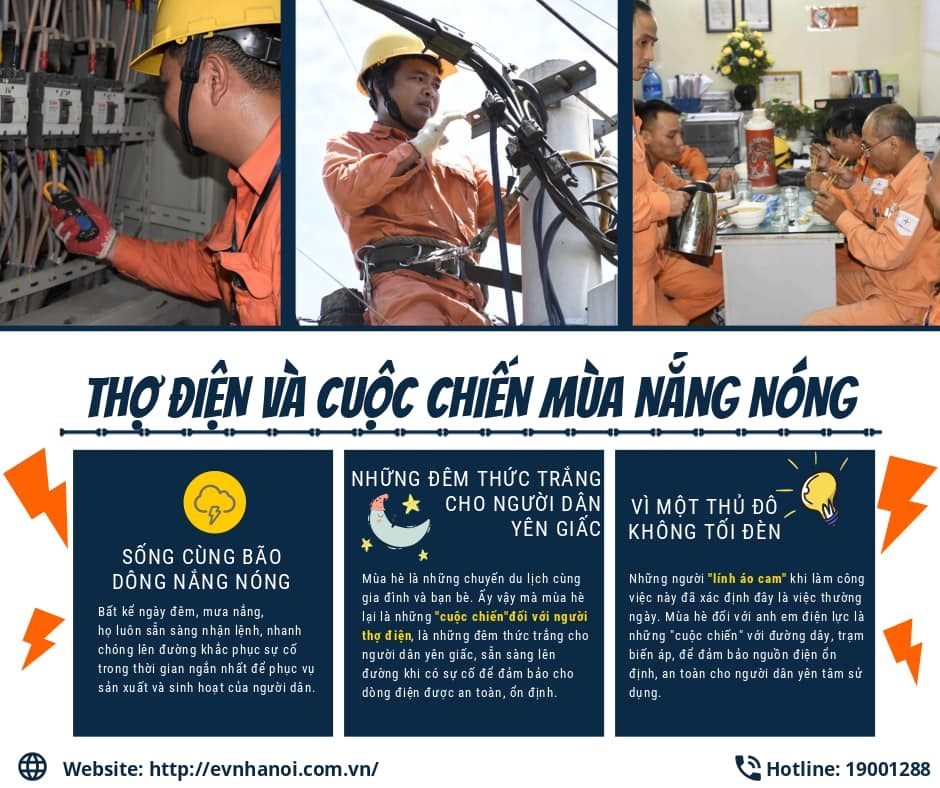 THỢ ĐIỆN VÀ CUỘC CHIẾN MÙA NẮNG NÓNG
SỐNG CÙNG BÃO
DÔNG NẮNG NÓNG
Bất kể ngày đêm, mưa nắng,
họ luôn sẵn sàng nhận lệnh, nhanh
chóng lên đường khắc phục sự cố
trong thời gian ngắn nhất để phục vụ
sản xuất và sinh hoạt của người dân.
NHỮNG ĐÊM THỨC TRẮNG
CHO NGƯỜI DÂN
YÊN GIẤC
Mùa hè là những chuyến du lịch cùng
gia đình và bạn bè. Ấy vậy mà mùa hè
lại là những "cuộc chiến"đối với người
thợ điện, là những đêm thức trắng cho
người dân yên giấc, sẵn sàng lên
đường khi có sự cố để đảm bảo cho
dòng điện được an toàn, ổn định.
VÌ MỘT THỦ ĐÔ
KHÔNG TỐI ĐÈN
Những người "lính áo cam" khi làm công
việc này đã xác định đây là việc thường
ngày. Mùa hè đối với anh em điện lực là
những "cuộc chiến" với đường dây, trạm
biến áp, để đảm bảo nguồn điện ổn
định, an toàn cho người dân yên tâm sử
dụng.
Website: http://evnhanoi.com.vn/
Hotline: 19001288